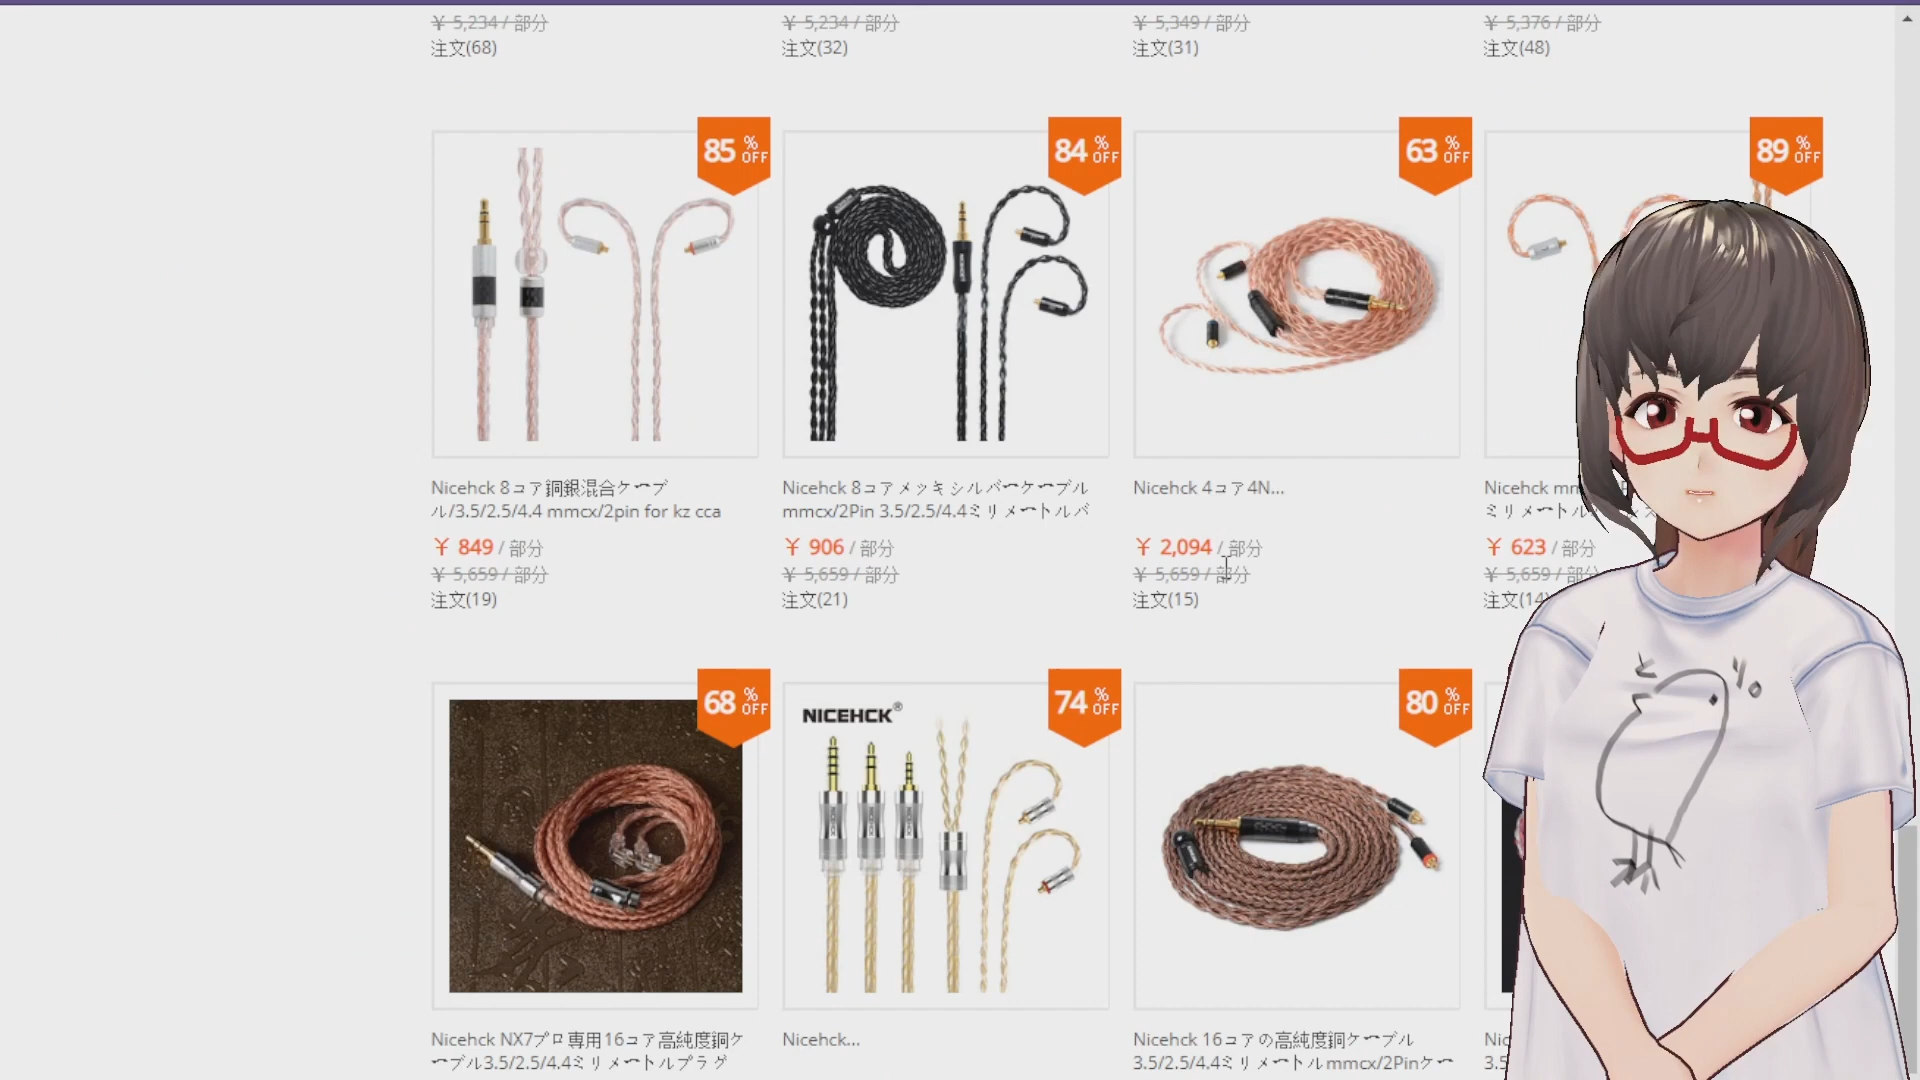 ¥ 5,234 / 部分
注文(68)
¥ 5,234 / 部分
注文(32)
¥ 5,349 / 部分
注文(31)
¥ 5,376 / 部分
注文(48)
85 % OFF
84 % OFF
63 % OFF
89 % OFF
Nicehck 8コア銅銀混合ケーブ
ル/3.5/2.5/4.4 mmcx/2pin for kz cca
¥ 849 / 部分
¥ 5,659 / 部分
注文(19)
Nicehck 8コアメッキシルバーケーブル
mmcx/2Pin 3.5/2.5/4.4ミリメートルバ
¥ 906 / 部分
¥ 5,659 / 部分
注文(21)
Nicehck 4コア4N...
¥ 2,094 / 部分
¥ 5,659 / 部分
注文(15)
Nicehck
ミリメートル
¥ 623 / 部分
¥ 5,659 / 部分
注文(14)
とり。
68 % OFF
74 % OFF
80 % OFF
NICEHCK®
Nicehck NX7プロ専用16コア高純度銅ケ
ーブル3.5/2.5/4.4ミリメートルプラグ
Nicehck...
Nicehck 16コアの高純度銅ケーブル
3.5/2.5/4.4ミリメートルmmcx/2Pinケー